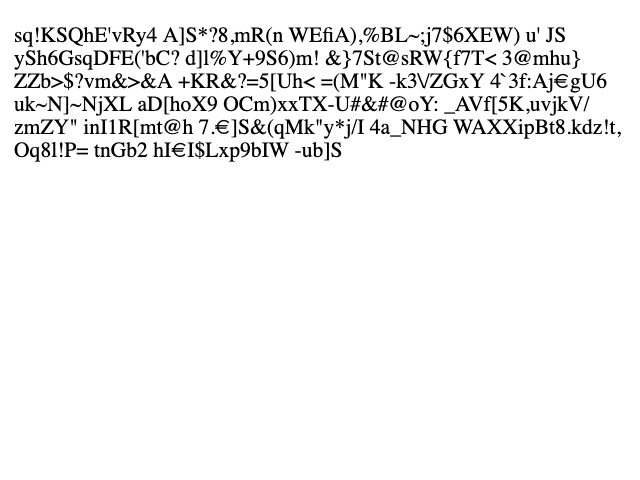 sq!KSQhE'vRy4 A]S*?8,mR(n WEfiA),%BL~;j7$6XEW) u' JS
ySh6GsqDFE('bC? d]l%Y+9S6)m! &}7St@sRW{f7T< 3@mhu}
ZZb>$?vm&>&A +KR&?=5[Uh< =(M"K -k3\/ZGxY 4`3f:Aj€gU6
uk~N]~NjXL aD[hoX9 OCm)xxTX-U#&#@oY: _AVf[5K,uvjkV/
zmZY" inI1R[mt@h 7.€]S&(qMk"y*j/I 4a_NHG WAXXipBt8.kdz!t,
Oq8l!P= tnGb2 hI€I$Lxp9bIW -ub]S